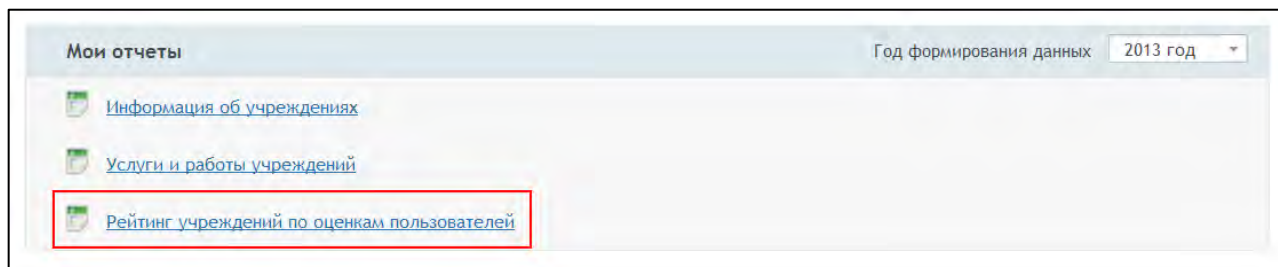 Мои отчеты Год формирования данных 2013 год
Информация об учреждениях
Услуги и работы учреждений
Рейтинг учреждений по оценкам пользователей